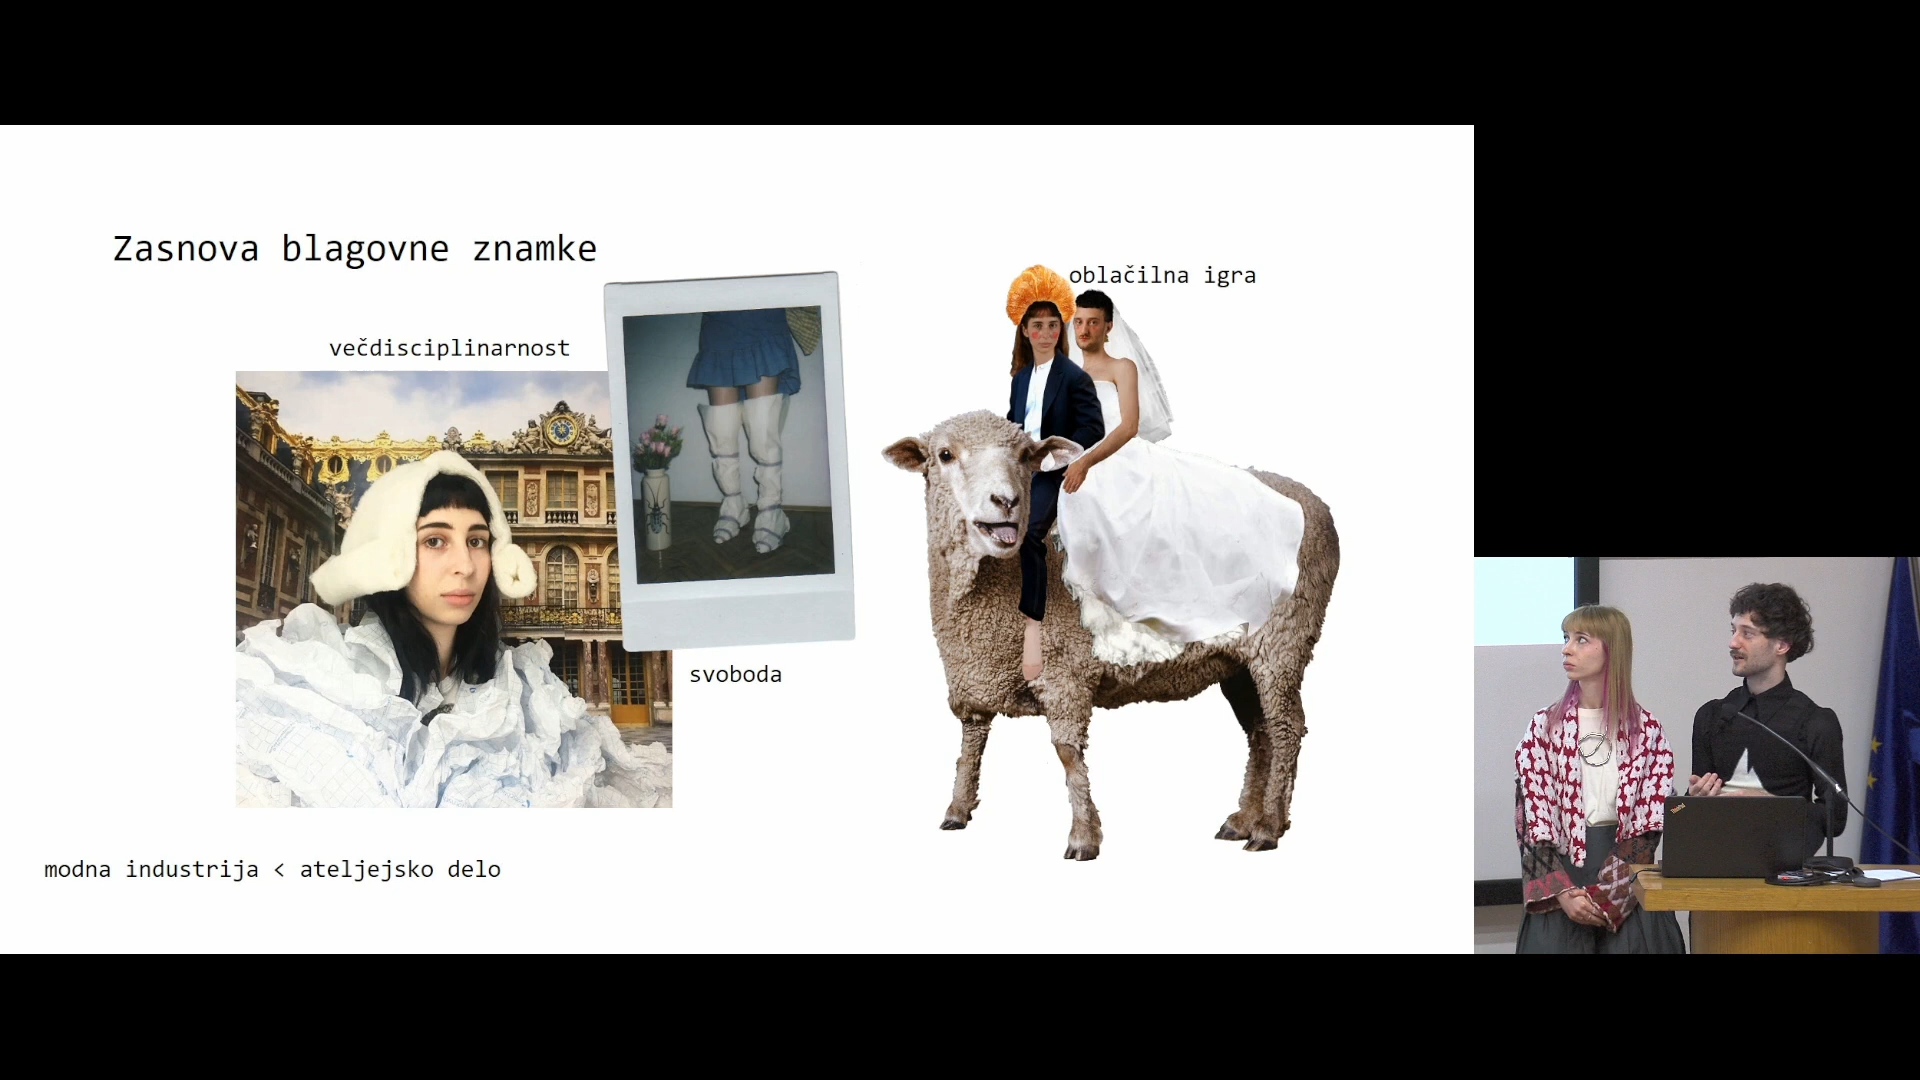 Zasnova blagovne znamke
oblačilna igra
večdisciplinarnost
svoboda
modna industrija < ateljejsko delo